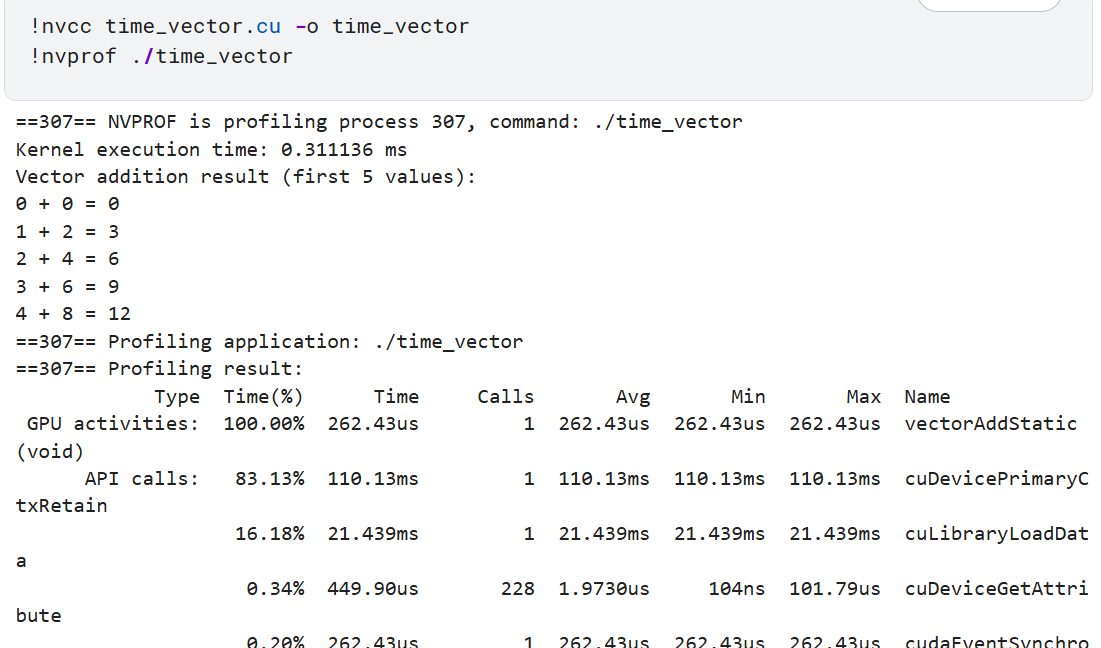 !nvcc time_vector.cu -o time_vector
!nvprof ./time_vector
==307== NVPROF is profiling process 307, command: ./time_vector
Kernel execution time: 0.311136 ms
Vector addition result (first 5 values):
0 + 0 = 0
1 + 2 = 3
2 + 4 = 6
3 + 6 = 9
4 + 8 = 12
==307== Profiling application: ./time_vector
==307== Profiling result:
Type  Time(%)      Time     Calls       Avg       Min       Max  Name
GPU activities:  100.00%  262.43us         1  262.43us  262.43us  262.43us  vectorAddStatic
(void)
API calls:   83.13%  110.13ms         1  110.13ms  110.13ms  110.13ms  cuDevicePrimaryC
txRetain
16.18%  21.439ms         1  21.439ms  21.439ms  21.439ms  cuLibraryLoadDat
a
0.34%  449.90us       228  1.9730us     104ns  101.79us  cuDeviceGetAttri
bute
0.20%  262.43us         1  262.43us  262.43us  262.43us  cudaEventSynchro